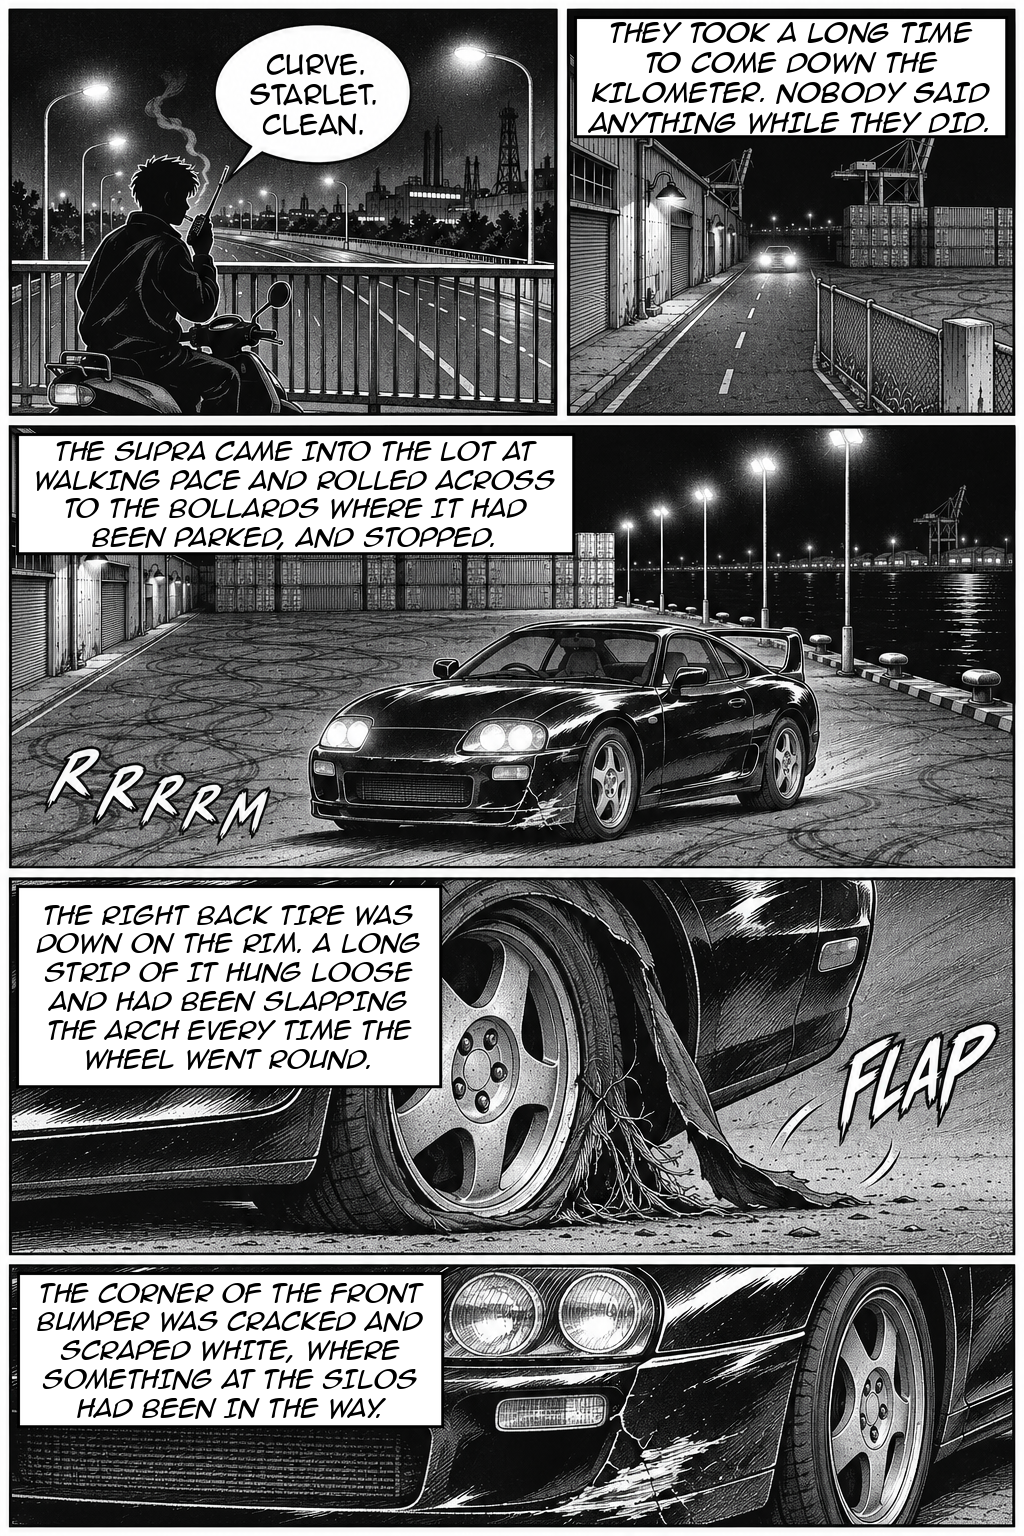 CURVE.
STARLET.
CLEAN.
THEY TOOK A LONG TIME
TO COME DOWN THE
KILOMETER. NOBODY SAID
ANYTHING WHILE THEY DID.
THE SUPRA CAME INTO THE LOT AT
WALKING PACE AND ROLLED ACROSS
TO THE BOLLARDS WHERE IT HAD
BEEN PARKED, AND STOPPED.
RRRRM
THE RIGHT BACK TIRE WAS
DOWN ON THE RIM. A LONG
STRIP OF IT HUNG LOOSE
AND HAD BEEN SLAPPING
THE ARCH EVERY TIME THE
WHEEL WENT ROUND.
FLAP
THE CORNER OF THE FRONT
BUMPER WAS CRACKED AND
SCRAPED WHITE, WHERE
SOMETHING AT THE SILOS
HAD BEEN IN THE WAY.